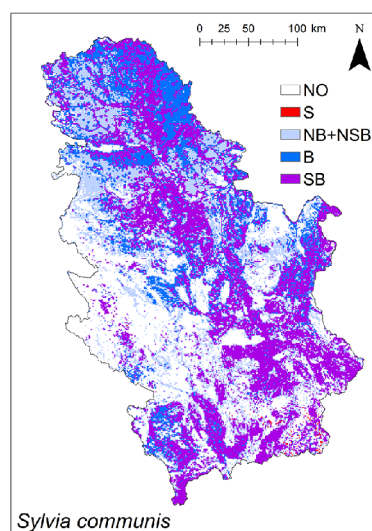 0 25 50 100 km
N
NO
S
NB+NSB
B
SB
Sylvia communis